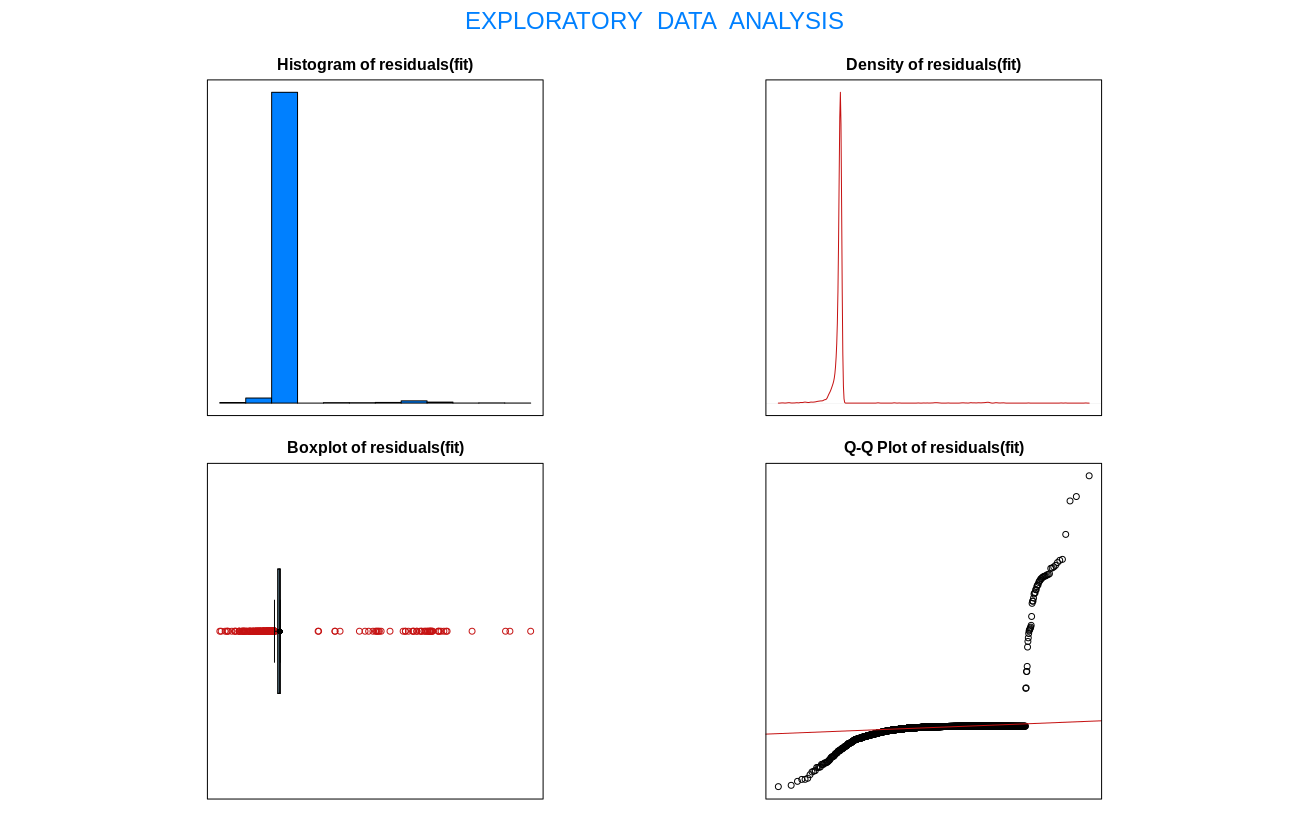 EXPLORATORY DATA ANALYSIS
Histogram of residuals(fit)
Density of residuals(fit)
Boxplot of residuals(fit)
Q-Q Plot of residuals(fit)